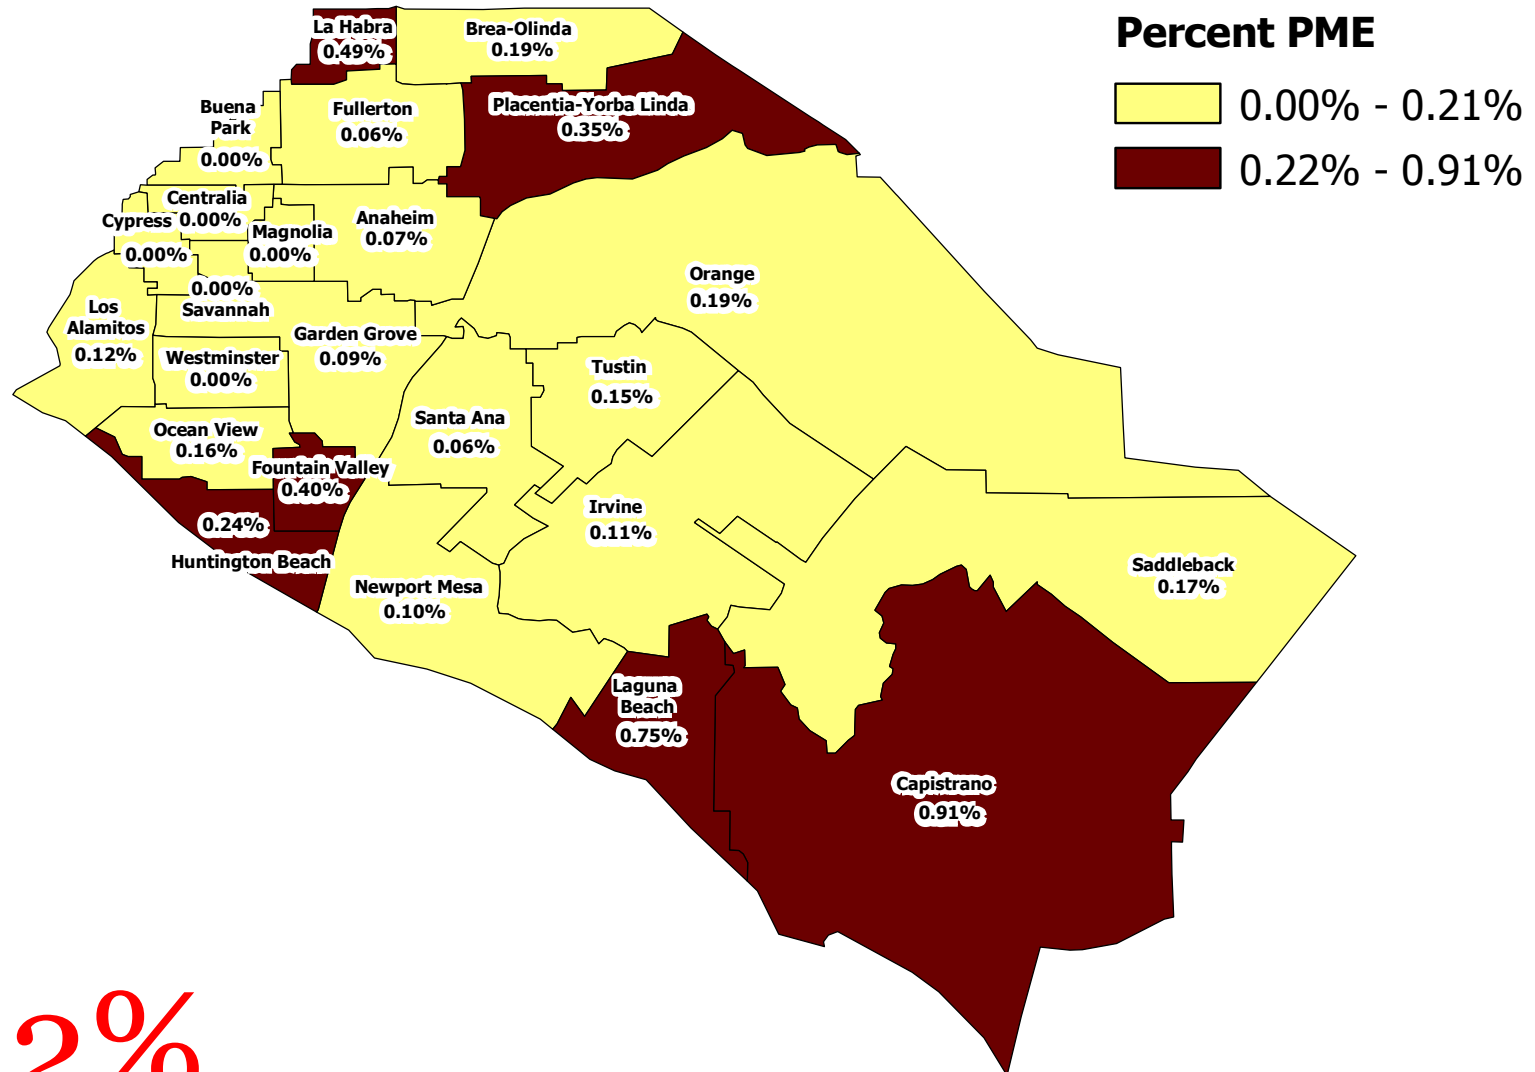 Percent PME
0.00% - 0.21%
0.22% - 0.91%
La Habra
0.49%
Brea-Olinda
0.19%
Placentia-Yorba Linda
0.35%
Buena
Park
0.00%
Fullerton
0.06%
Centralia
0.00%
Cypress
0.00%
Magnolia
0.00%
Anaheim
0.07%
0.00%
Savannah
Orange
0.19%
Los
Alamitos
0.12%
Garden Grove
0.09%
Westminster
0.00%
Tustin
0.15%
Santa Ana
0.06%
Ocean View
0.16%
Fountain Valley
0.40%
0.24%
Huntington Beach
Irvine
0.11%
Newport Mesa
0.10%
Saddleback
0.17%
Laguna
Beach
0.75%
Capistrano
0.91%
2%